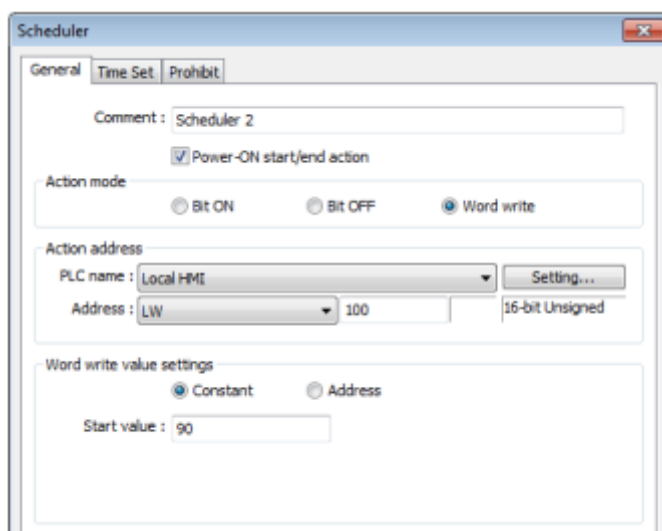 Scheduler
General Time Set Prohibit
Comment : Scheduler 2
Power-ON start/end action
Action mode
Bit ON Bit OFF Word write
Action address
PLC name : Local HMI Setting...
Address : LW 100 16-bit Unsigned
Word write value settings
Constant Address
Start value : 90